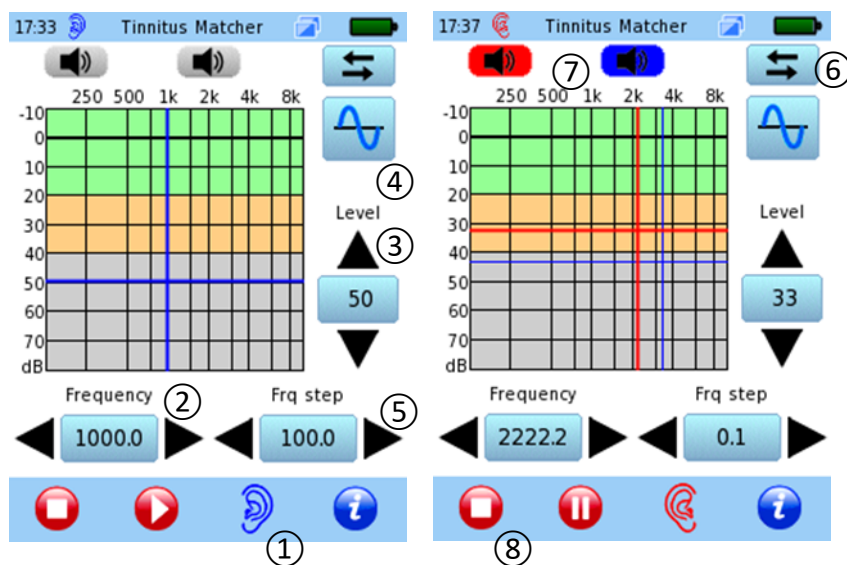 17:33 Tinnitus Matcher
250 500 1k 2k 4k 8k
-10
0
10
20
30
40
50
60
70
dB
④
Level
③
50
Frequency ② Frq step
1000.0 100.0 ⑤
i
①
17:37 Tinnitus Matcher
⑦ ⑥
250 500 1k 2k 4k 8k
-10
0
10
20
30
40
50
60
70
dB
Level
33
Frequency Frq step
2222.2 0.1
i
⑧